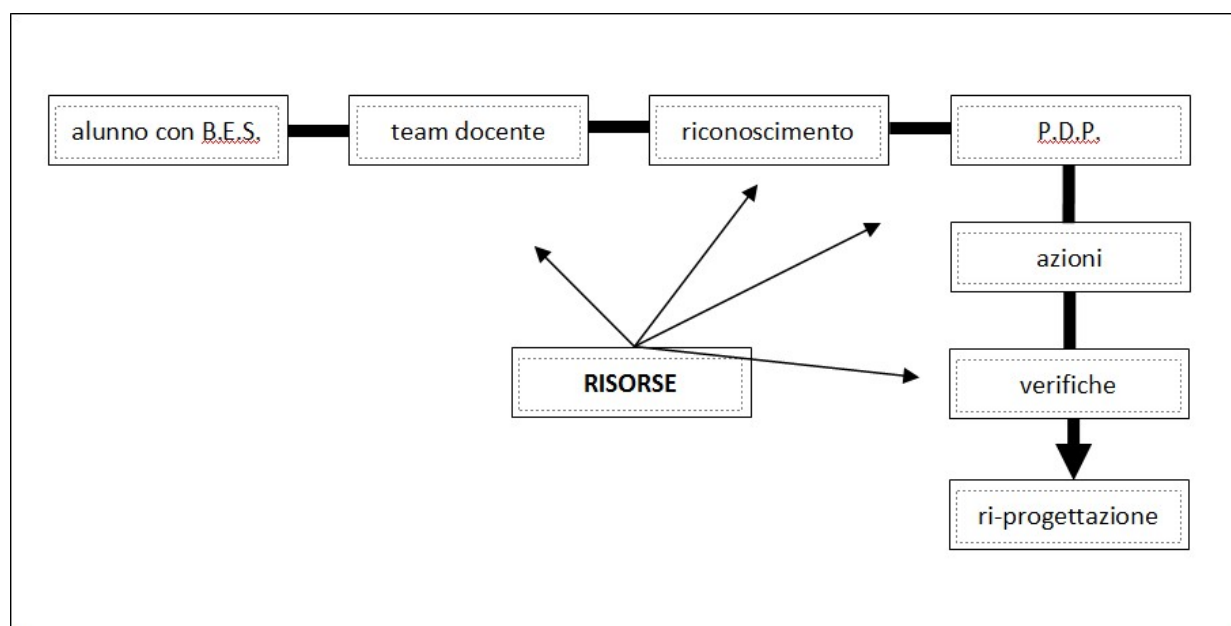 alunno con B.E.S.
team docente
riconoscimento
P.D.P.
azioni
RISORSE
verifiche
ri-progettazione